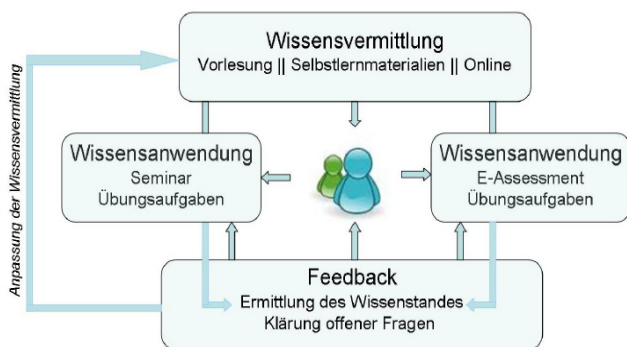 Wissensvermittlung
Vorlesung || Selbstlernmaterialien || Online
Wissensanwendung
Seminar
Übungsaufgaben
Wissensanwendung
E-Assessment
Übungsaufgaben
Feedback
Ermittlung des Wissenstandes
Klärung offener Fragen
Anpassung der Wissensvermittlung